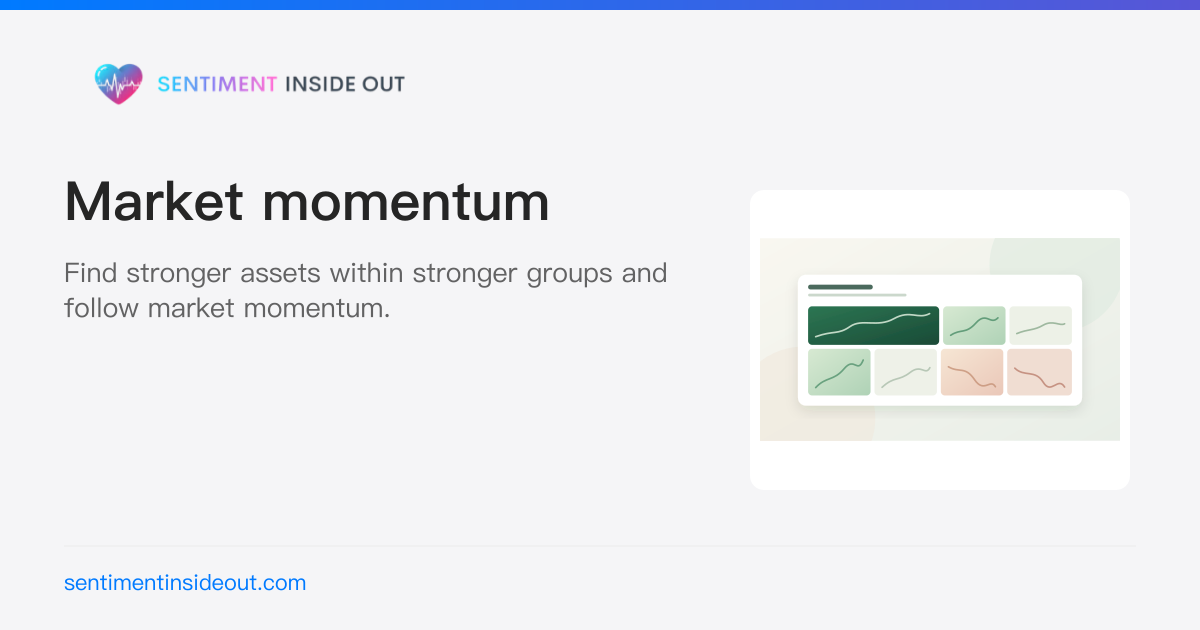 SENTIMENT INSIDE OUT
Market momentum
Find stronger assets within stronger groups and
follow market momentum.
sentimentinsideout.com